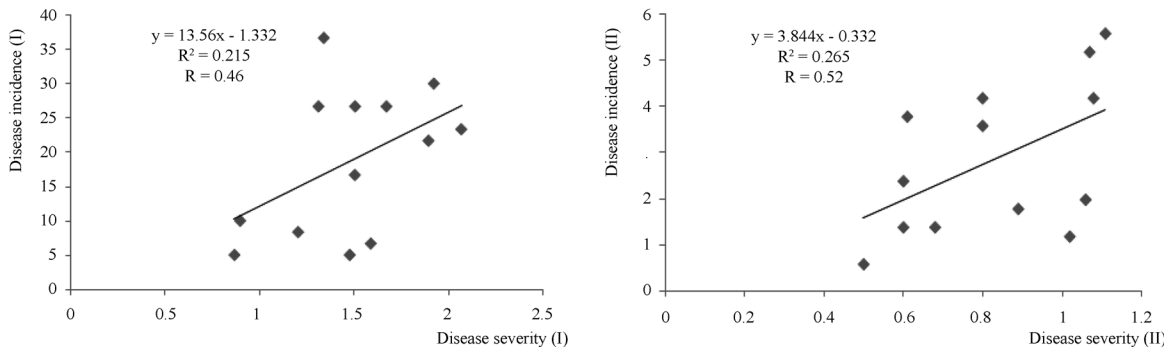 y = 13.56x - 1.332
R² = 0.215
R = 0.46
Disease incidence (I)
40
35
30
25
20
15
10
5
0
0
0.5
1
1.5
2
2.5
Disease severity (I)
y = 3.844x - 0.332
R² = 0.265
R = 0.52
Disease incidence (II)
6
5
4
3
2
1
0
0
0.2
0.4
0.6
0.8
1
1.2
Disease severity (II)